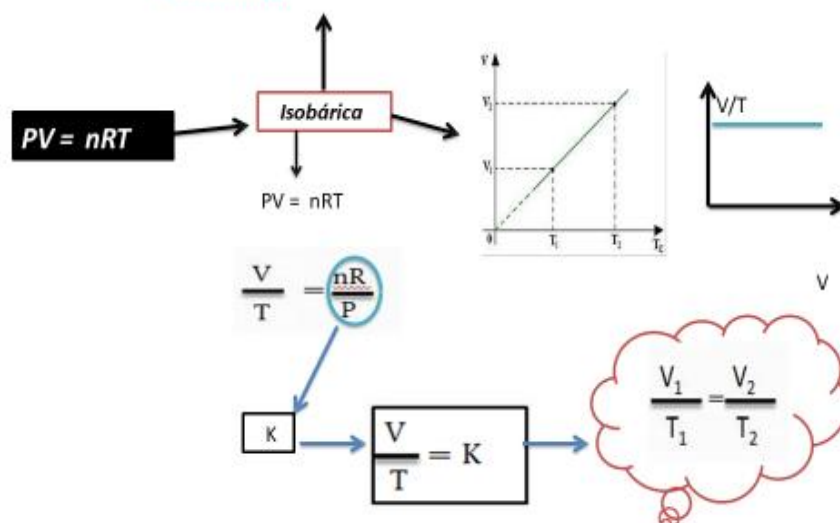 PV = nRT
Isobárica
PV = nRT
V
V₂
V₁
0
T₁
T₂
V/T
V
V/T = nR/P
K
V/T = K
V₁/T₁ = V₂/T₂